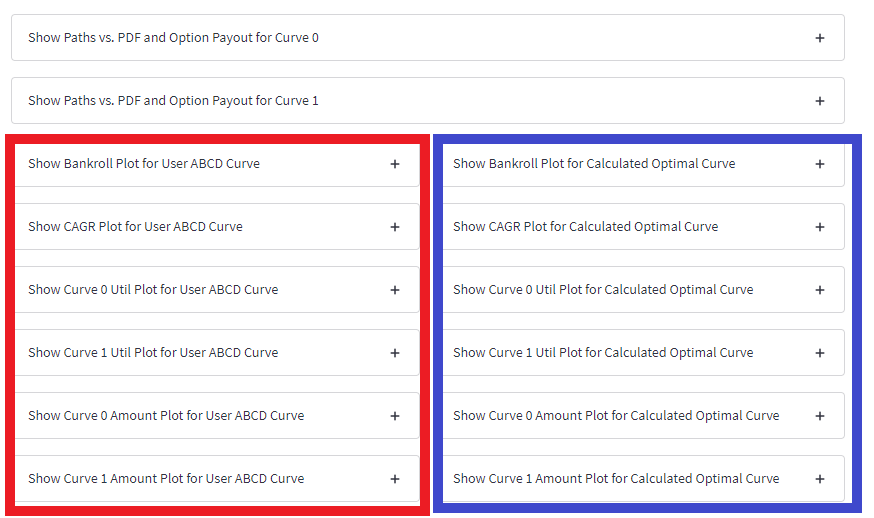 Show Paths vs. PDF and Option Payout for Curve 0 +
Show Paths vs. PDF and Option Payout for Curve 1 +
Show Bankroll Plot for User ABCD Curve +
Show CAGR Plot for User ABCD Curve +
Show Curve 0 Util Plot for User ABCD Curve +
Show Curve 1 Util Plot for User ABCD Curve +
Show Curve 0 Amount Plot for User ABCD Curve +
Show Curve 1 Amount Plot for User ABCD Curve +
Show Bankroll Plot for Calculated Optimal Curve +
Show CAGR Plot for Calculated Optimal Curve +
Show Curve 0 Util Plot for Calculated Optimal Curve +
Show Curve 1 Util Plot for Calculated Optimal Curve +
Show Curve 0 Amount Plot for Calculated Optimal Curve +
Show Curve 1 Amount Plot for Calculated Optimal Curve +